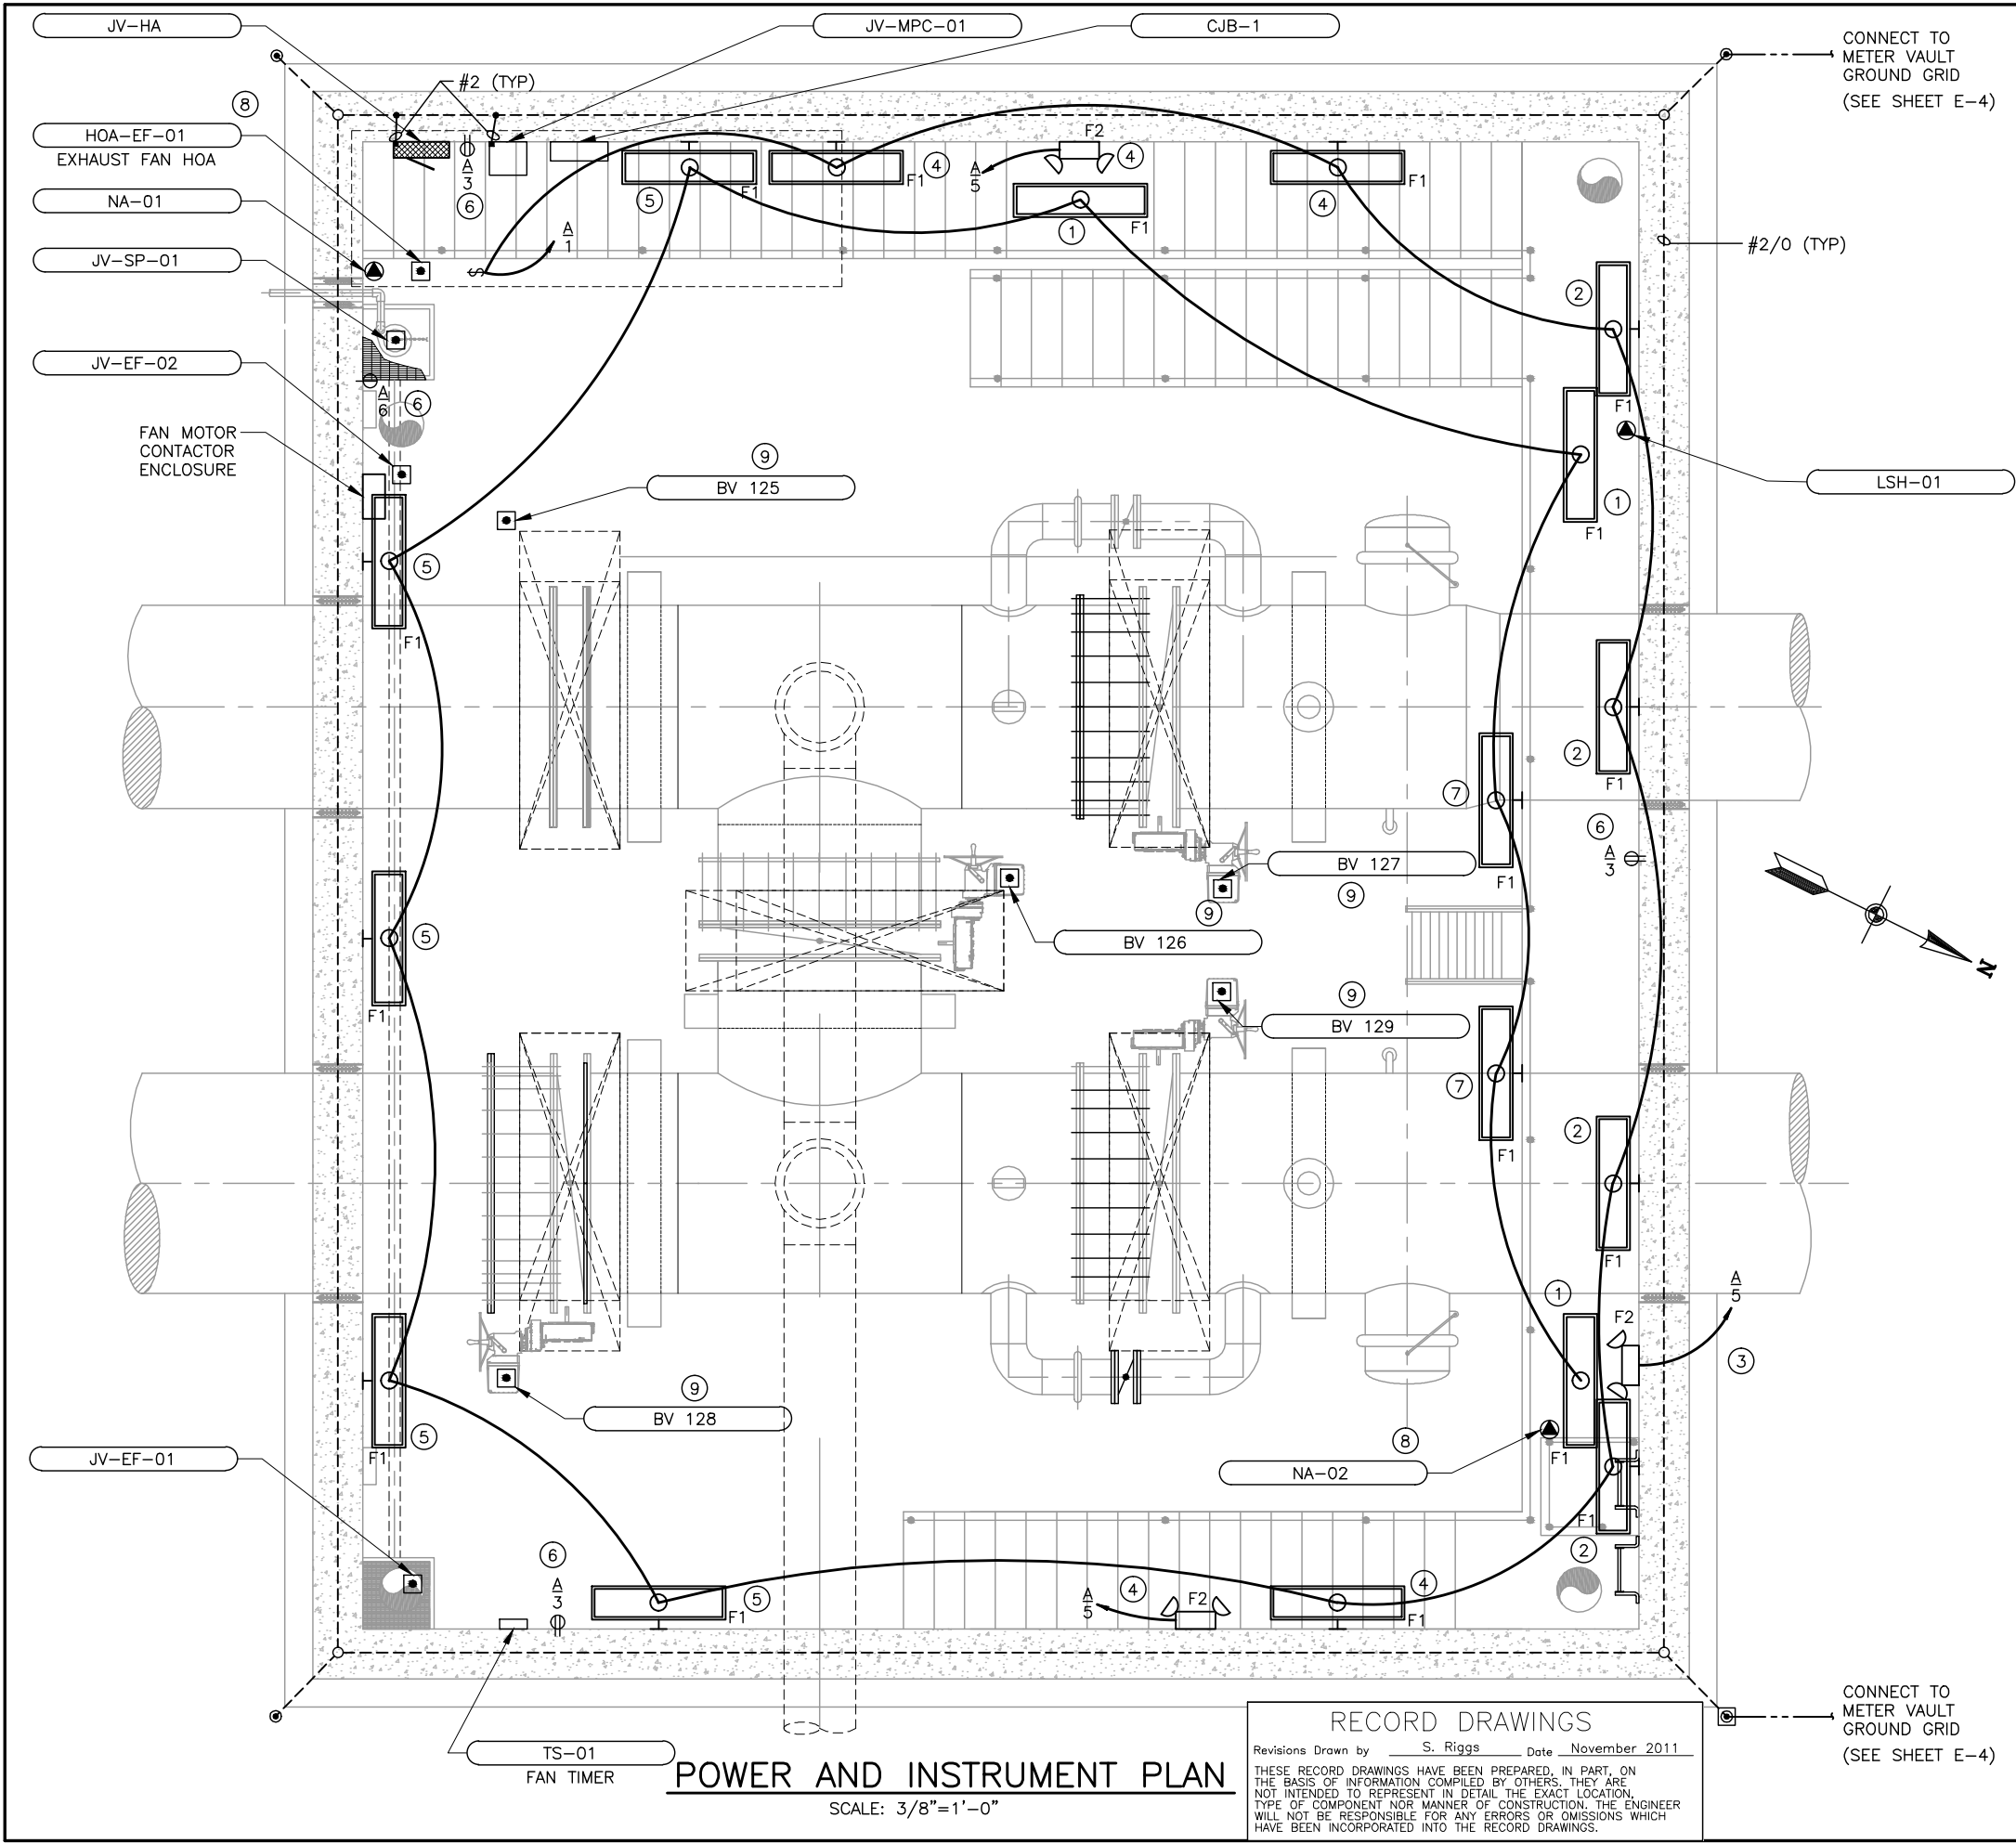 JV-HA
JV-MPC-01
CJB-1
CONNECT TO
METER VAULT
GROUND GRID
(SEE SHEET E-4)
#2 (TYP)
8
HOA-EF-01
EXHAUST FAN HOA
NA-01
JV-SP-01
JV-EF-02
FAN MOTOR
CONTACTOR
ENCLOSURE
A
3
6
5
F1
F1
4
A
5
F2
4
1
F1
4
F1
S
A
1
#2/0 (TYP)
2
F1
A
6
6
LSH-01
1
F1
9
BV 125
5
F1
2
F1
7
F1
6
A
3
BV 127
9
9
BV 126
N
5
F1
9
BV 129
7
F1
2
F1
1
F1
F2
A
5
3
9
BV 128
5
F1
JV-EF-01
8
NA-02
F1
2
6
A
3
5
F1
A
5
4
F2
4
F1
TS-01
FAN TIMER
POWER AND INSTRUMENT PLAN
SCALE: 3/8"=1'-0"
RECORD DRAWINGS
Revisions Drawn by S. Riggs Date November 2011
THESE RECORD DRAWINGS HAVE BEEN PREPARED, IN PART, ON
THE BASIS OF INFORMATION COMPILED BY OTHERS. THEY ARE
NOT INTENDED TO REPRESENT IN DETAIL THE EXACT LOCATION,
TYPE OF COMPONENT NOR MANNER OF CONSTRUCTION. THE ENGINEER
WILL NOT BE RESPONSIBLE FOR ANY ERRORS OR OMISSIONS WHICH
HAVE BEEN INCORPORATED INTO THE RECORD DRAWINGS.
CONNECT TO
METER VAULT
GROUND GRID
(SEE SHEET E-4)